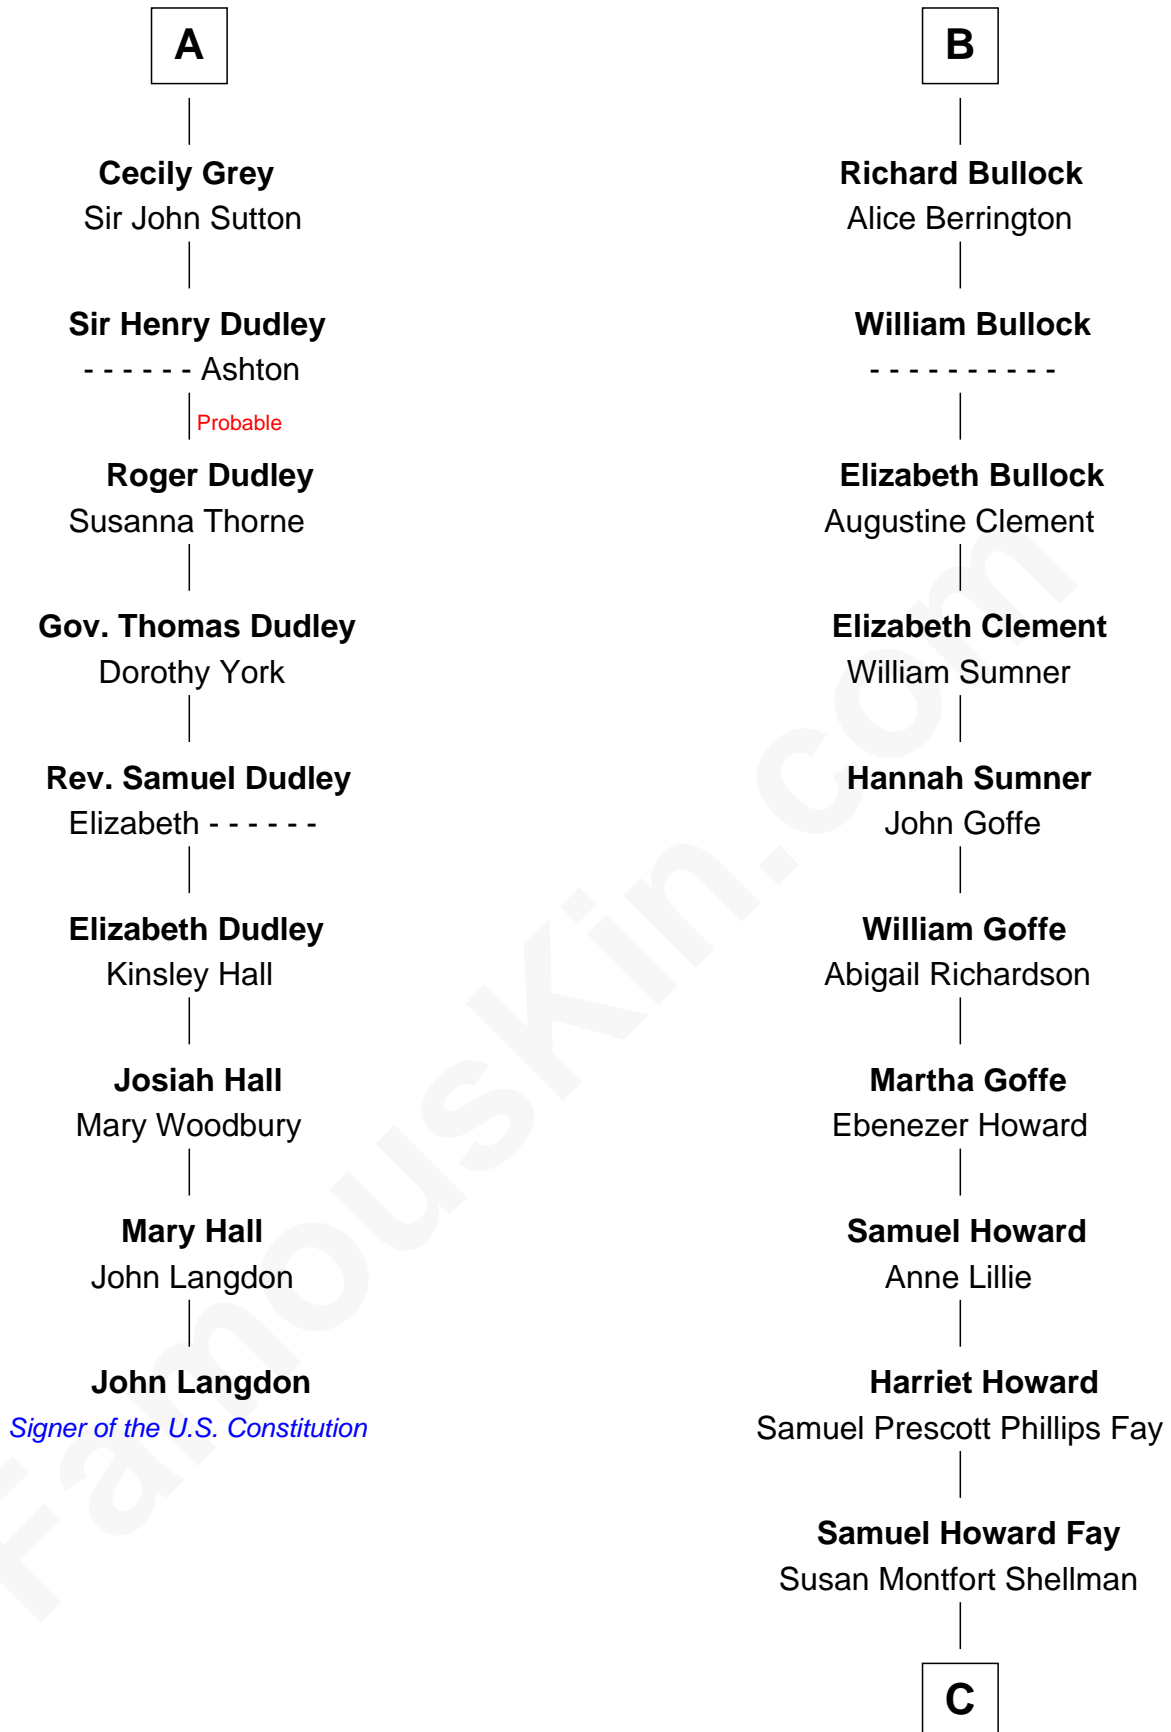 A
Cecily Grey
Sir John Sutton
Sir Henry Dudley
- - - - - - Ashton
Probable
Roger Dudley
Susanna Thorne
Gov. Thomas Dudley
Dorothy York
Rev. Samuel Dudley
Elizabeth - - - - - -
Elizabeth Dudley
Kinsley Hall
Josiah Hall
Mary Woodbury
Mary Hall
John Langdon
John Langdon
Signer of the U.S. Constitution
B
Richard Bullock
Alice Berrington
William Bullock
- - - - - - - - - -
Elizabeth Bullock
Augustine Clement
Elizabeth Clement
William Sumner
Hannah Sumner
John Goffe
William Goffe
Abigail Richardson
Martha Goffe
Ebenezer Howard
Samuel Howard
Anne Lillie
Harriet Howard
Samuel Prescott Phillips Fay
Samuel Howard Fay
Susan Montfort Shellman
C
FamousKin.com